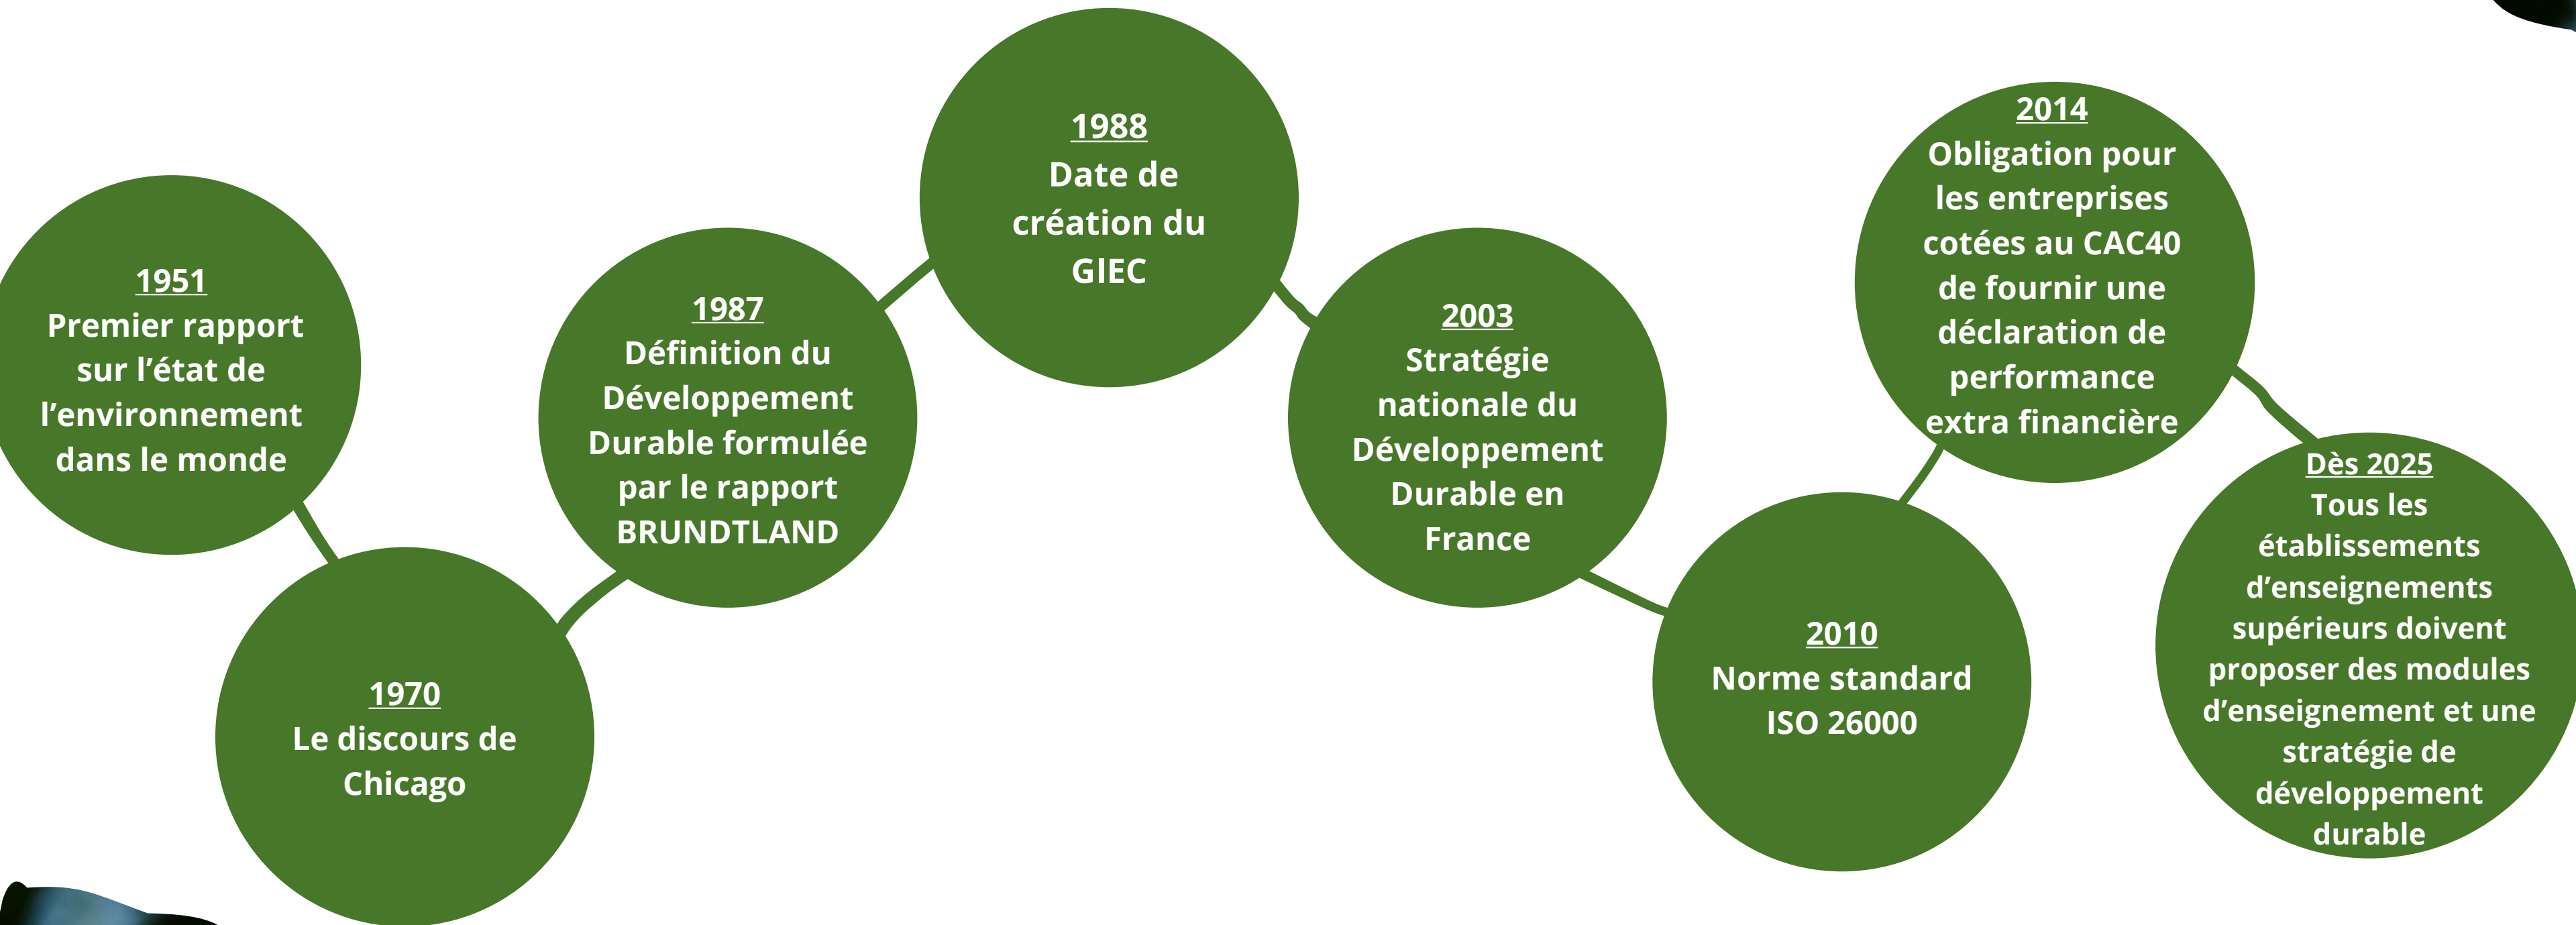 1951
Premier rapport
sur l’état de
l’environnement
dans le monde
1970
Le discours de
Chicago
1987
Définition du
Développement
Durable formulée
par le rapport
BRUNDTLAND
1988
Date de
création du
GIEC
2003
Stratégie
nationale du
Développement
Durable en
France
2010
Norme standard
ISO 26000
2014
Obligation pour
les entreprises
cotées au CAC40
de fournir une
déclaration de
performance
extra financière
Dès 2025
Tous les
établissements
d’enseignements
supérieurs doivent
proposer des modules
d’enseignement et une
stratégie de
développement
durable